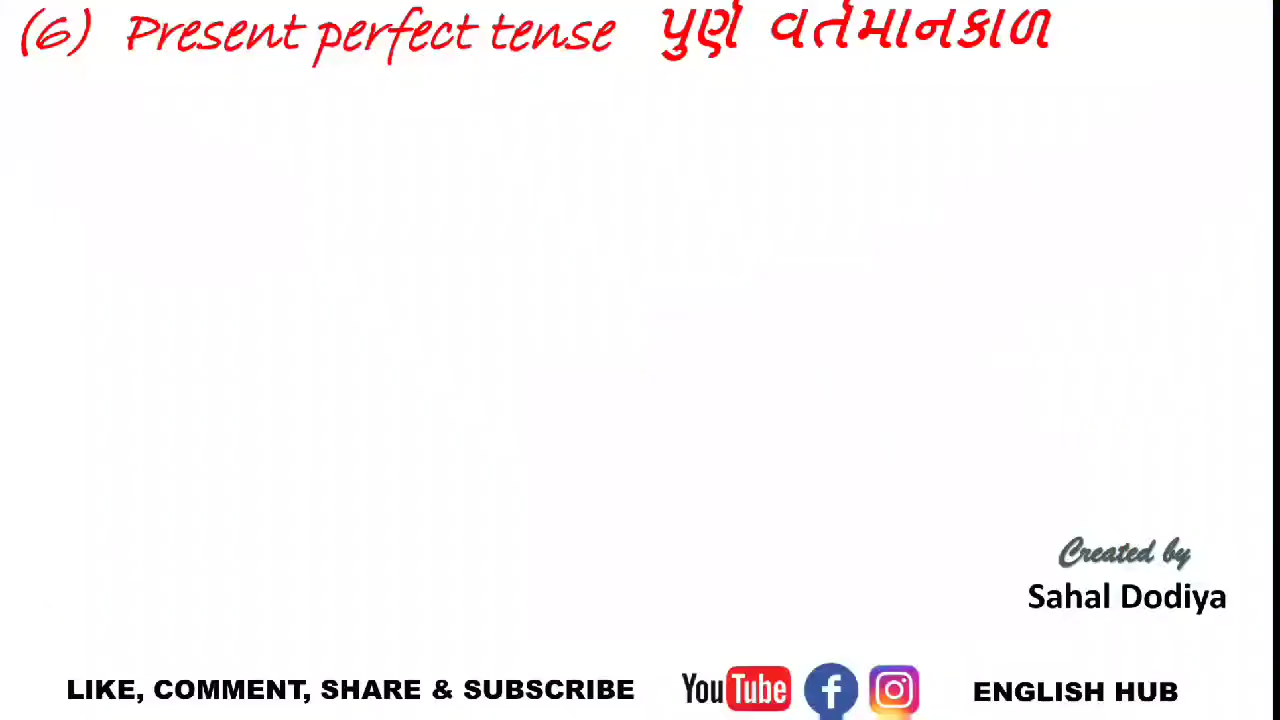 (6) Present perfect tense પુર્ણ વર્તમાનકાળ
Created by
Sahal Dodiya
LIKE, COMMENT, SHARE & SUBSCRIBE YouTube f ENGLISH HUB